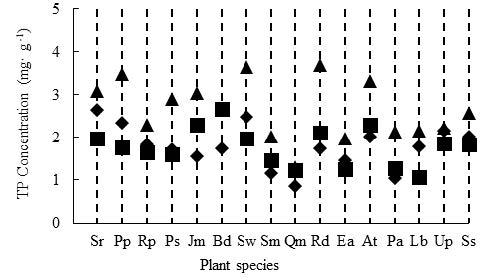 TP Concentration (mg· g⁻¹)
5
4
3
2
1
0
Sr Pp Rp Ps Jm Bd Sw Sm Qm Rd Ea At Pa Lb Up Ss
Plant species